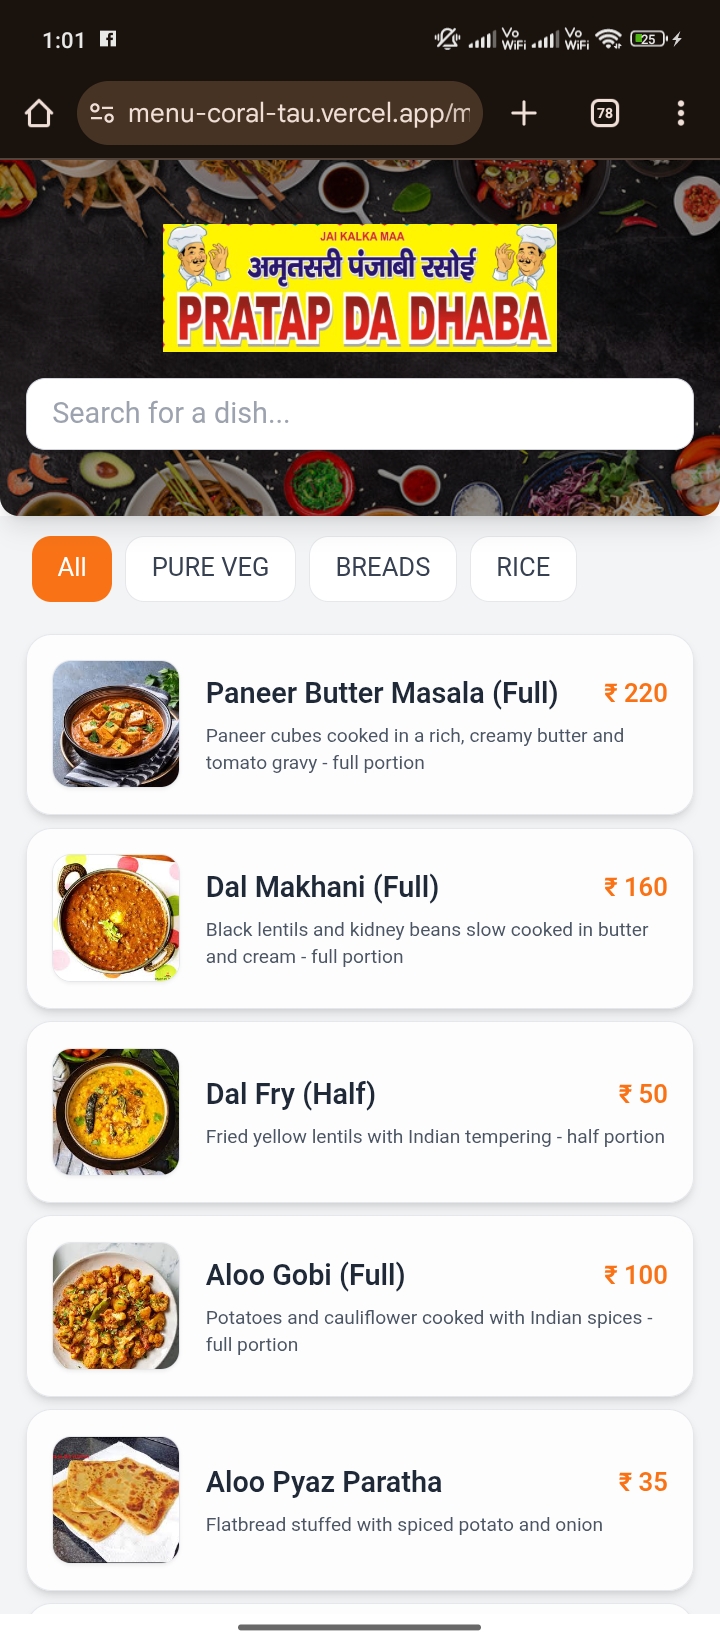 1:01
Vo
WiFi
Vo
WiFi
25
menu-coral-tau.vercel.app/m
78
JAI KALKA MAA
अमृतसरी पंजाबी रसोई
PRATAP DA DHABA
Search for a dish...
All
PURE VEG
BREADS
RICE
Paneer Butter Masala (Full)
₹ 220
Paneer cubes cooked in a rich, creamy butter and
tomato gravy - full portion
Dal Makhani (Full)
₹ 160
Black lentils and kidney beans slow cooked in butter
and cream - full portion
Dal Fry (Half)
₹ 50
Fried yellow lentils with Indian tempering - half portion
Aloo Gobi (Full)
₹ 100
Potatoes and cauliflower cooked with Indian spices -
full portion
Aloo Pyaz Paratha
₹ 35
Flatbread stuffed with spiced potato and onion